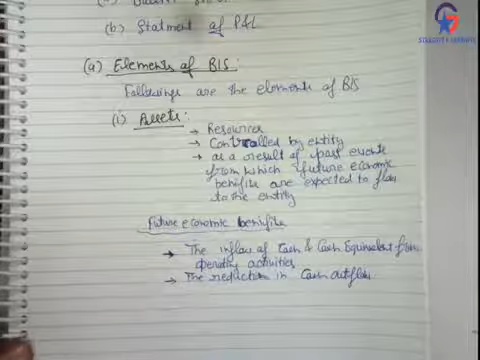 (b) Statment of P&L
(a) Elements of B/S:
Followings are the elements of B/S
(i) Assets:
→ Resources
→ Controlled by entity
→ as a result of past events
from which future economic
benifits are expected to flow
to the entity
Future economic benifits
→ The inflow of Cash & Cash Equivalent from
operating activities
→ The reduction in Cash outflow